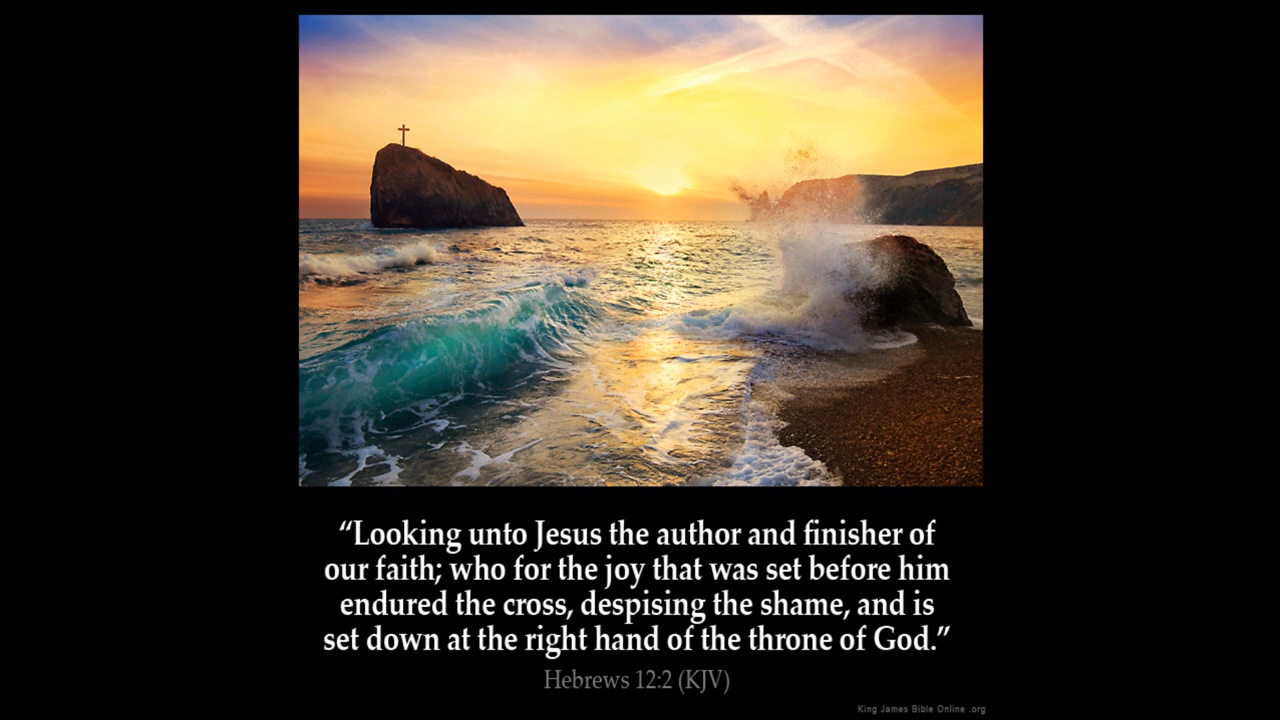 “Looking unto Jesus the author and finisher of
our faith; who for the joy that was set before him
endured the cross, despising the shame, and is
set down at the right hand of the throne of God.”
Hebrews 12:2 (KJV)
King James Bible Online .org